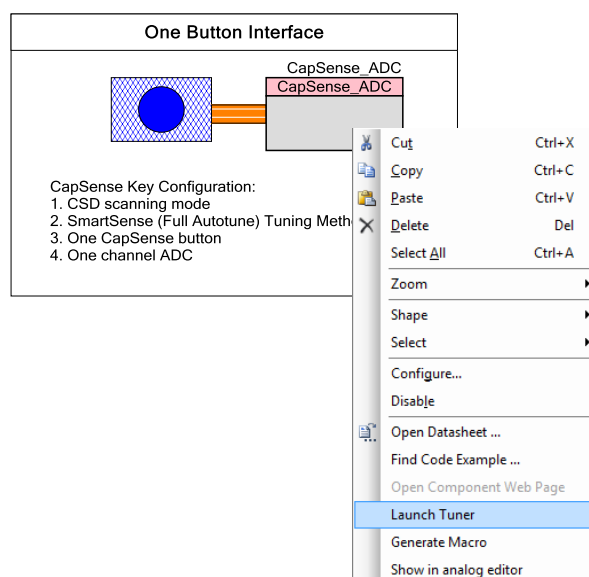 One Button Interface
CapSense_ADC
CapSense_ADC
CapSense Key Configuration:
1. CSD scanning mode
2. SmartSense (Full Autotune) Tuning Meth
3. One CapSense button
4. One channel ADC
Cut Ctrl+X
Copy Ctrl+C
Paste Ctrl+V
Delete Del
Select All Ctrl+A
Zoom
Shape
Select
Configure...
Disable
Open Datasheet ...
Find Code Example ...
Open Component Web Page
Launch Tuner
Generate Macro
Show in analog editor